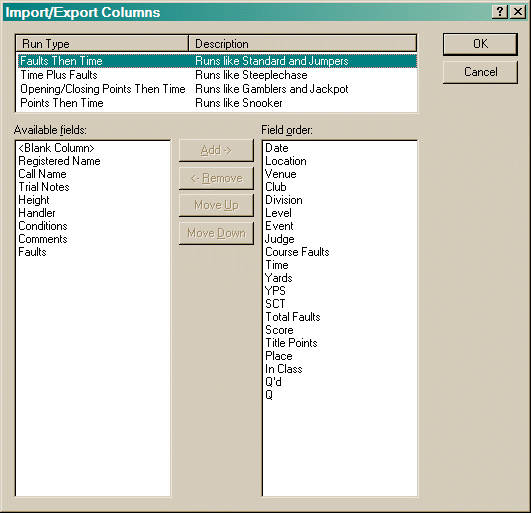 Import/Export Columns
Run Type Description
Faults Then Time Runs like Standard and Jumpers
Time Plus Faults Runs like Steeplechase
Opening/Closing Points Then Time Runs like Gamblers and Jackpot
Points Then Time Runs like Snooker
OK
Cancel
Available fields:
<Blank Column>
Registered Name
Call Name
Trial Notes
Height
Handler
Conditions
Comments
Faults
Add ->
<- Remove
Move Up
Move Down
Field order:
Date
Location
Venue
Club
Division
Level
Event
Judge
Course Faults
Time
Yards
YPS
SCT
Total Faults
Score
Title Points
Place
In Class
Q'd
Q